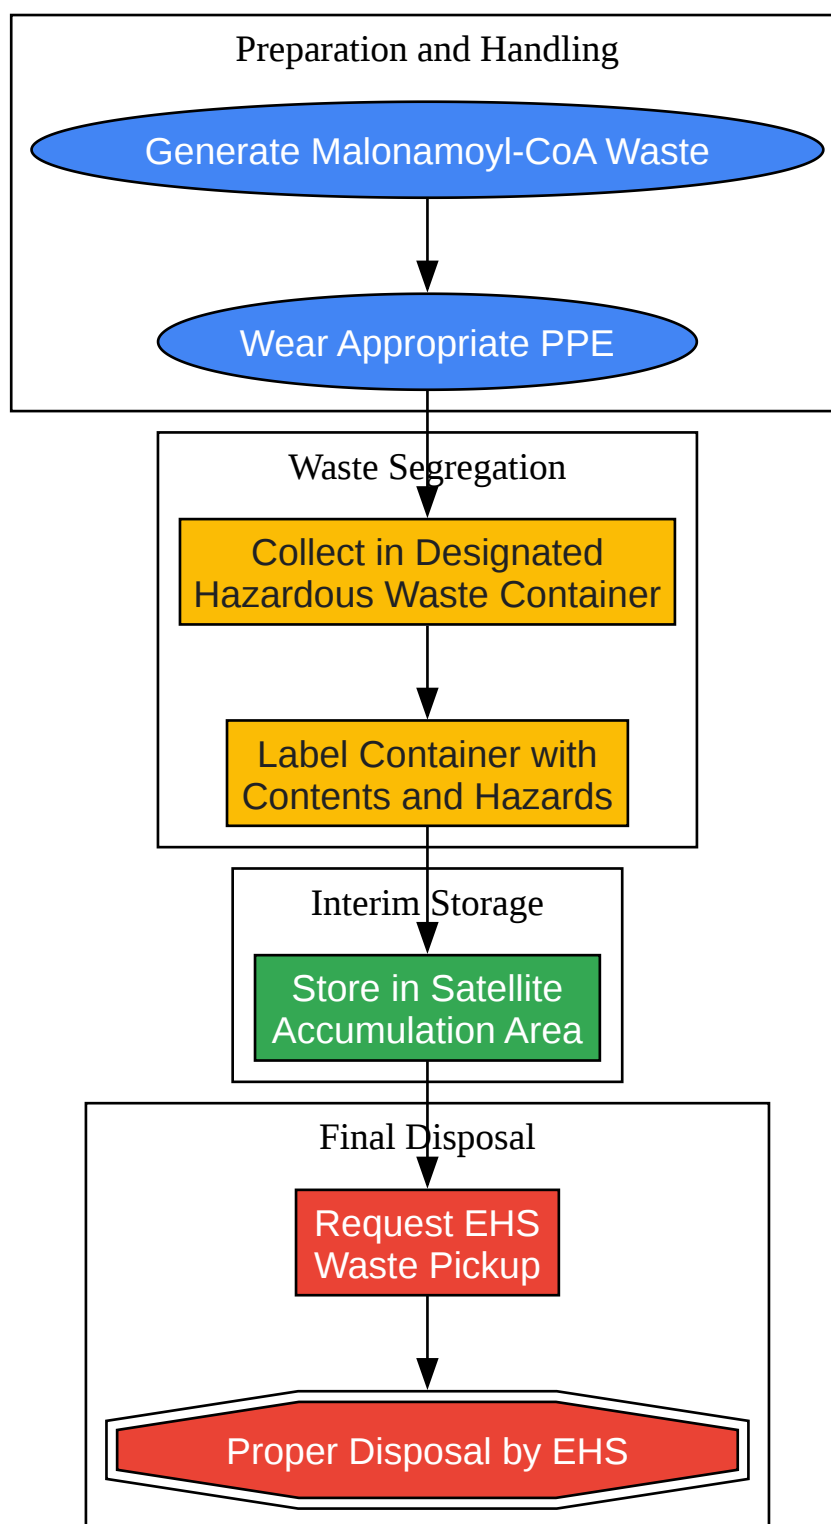 Preparation and Handling
Generate Malonamoyl-CoA Waste
Wear Appropriate PPE
Waste Segregation
Collect in Designated
Hazardous Waste Container
Label Container with
Contents and Hazards
Interim Storage
Store in Satellite
Accumulation Area
Final Disposal
Request EHS
Waste Pickup
Proper Disposal by EHS